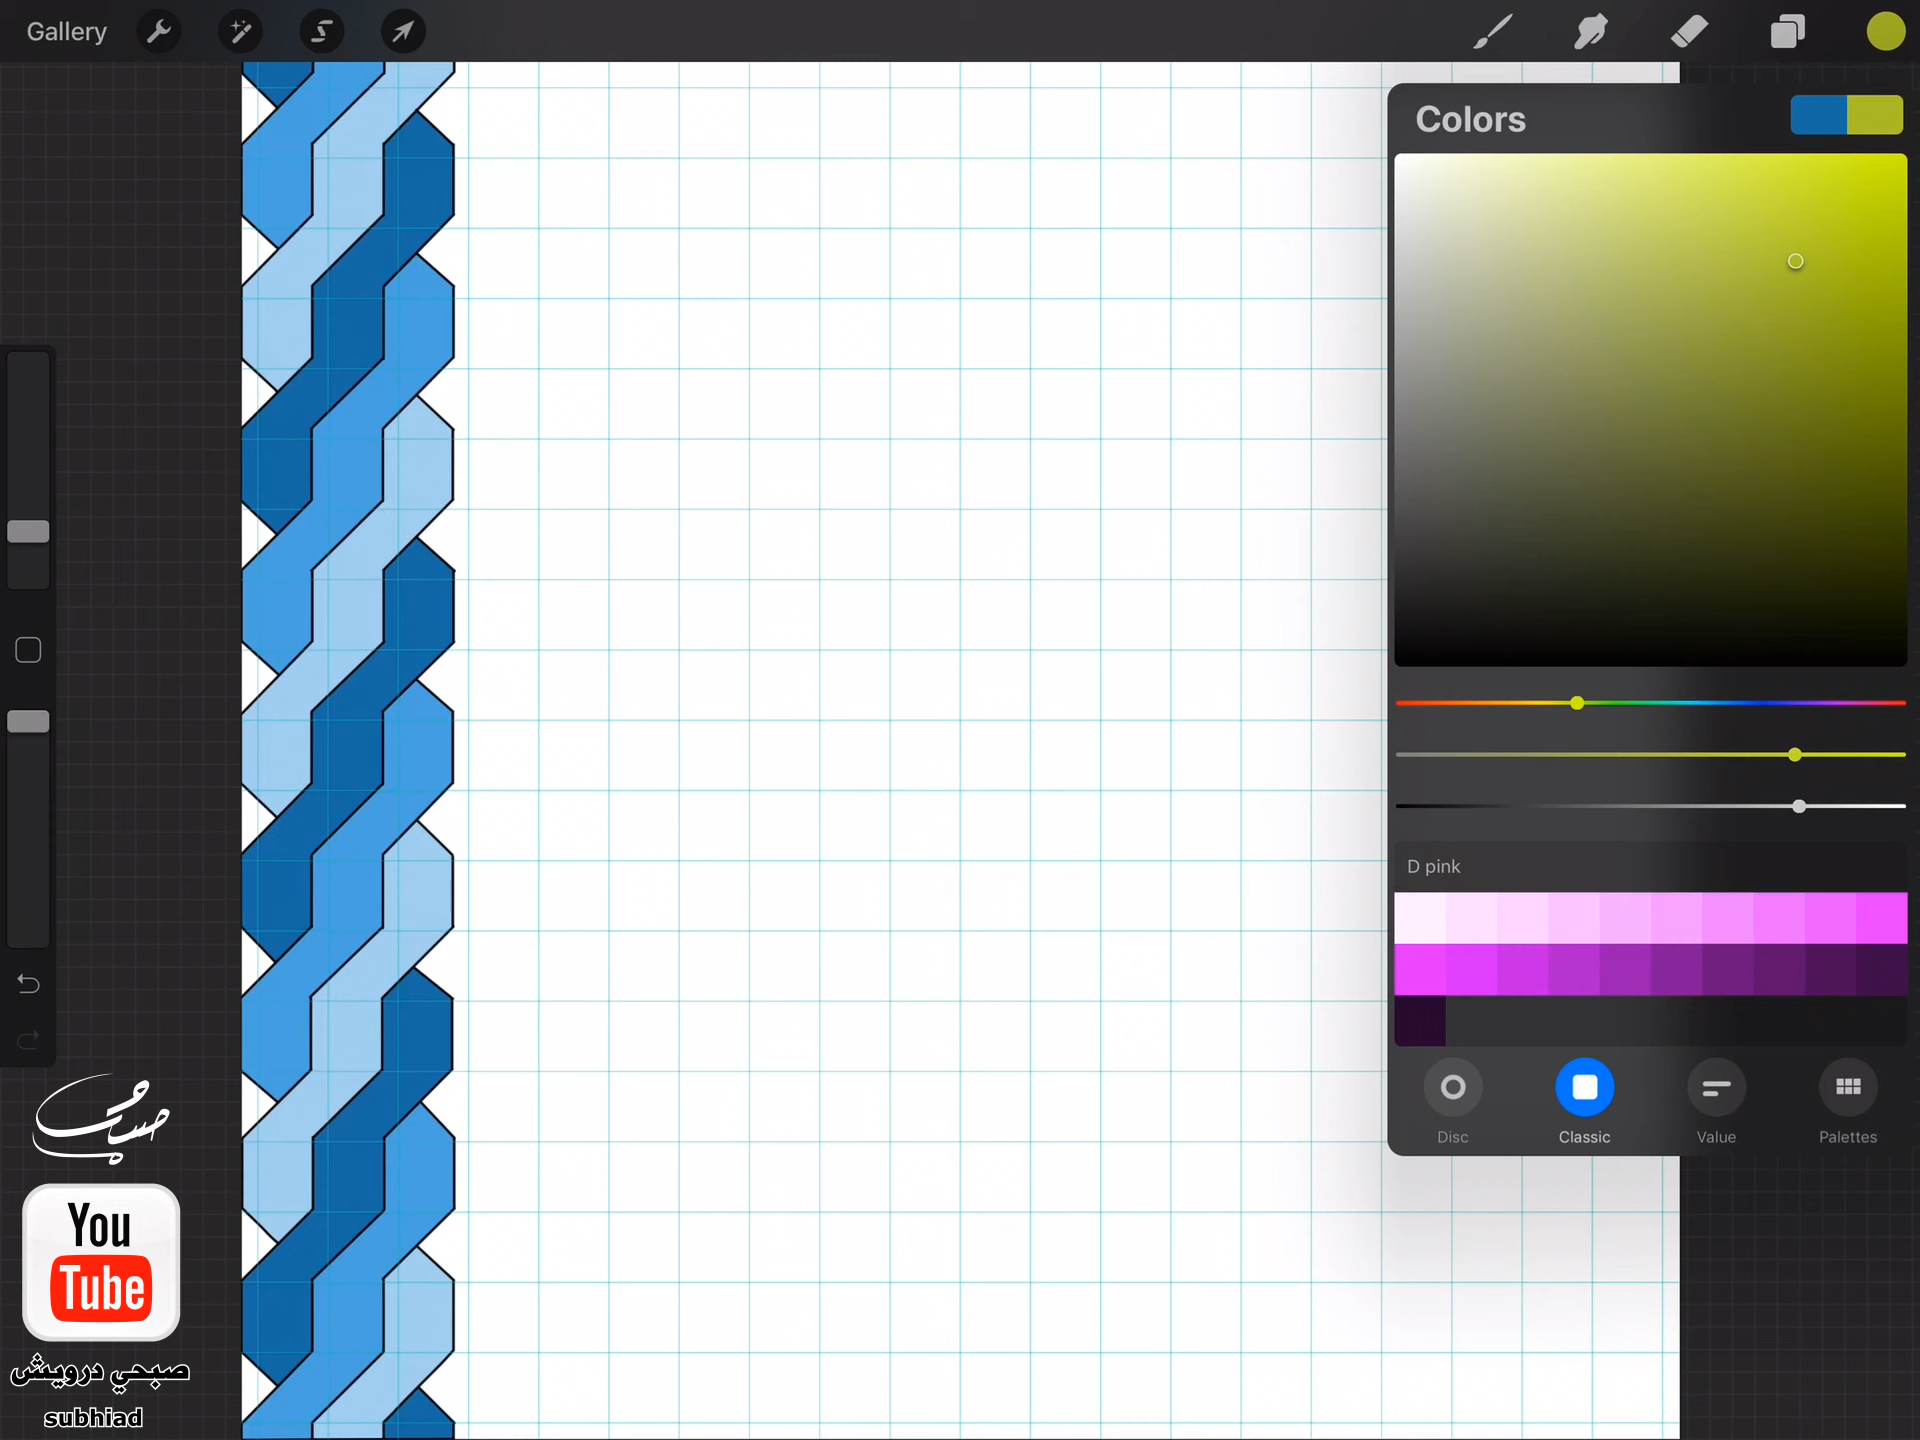 Gallery
Colors
D pink
Disc
Classic
Value
Palettes
You
Tube
صبحي درويش
subhiad